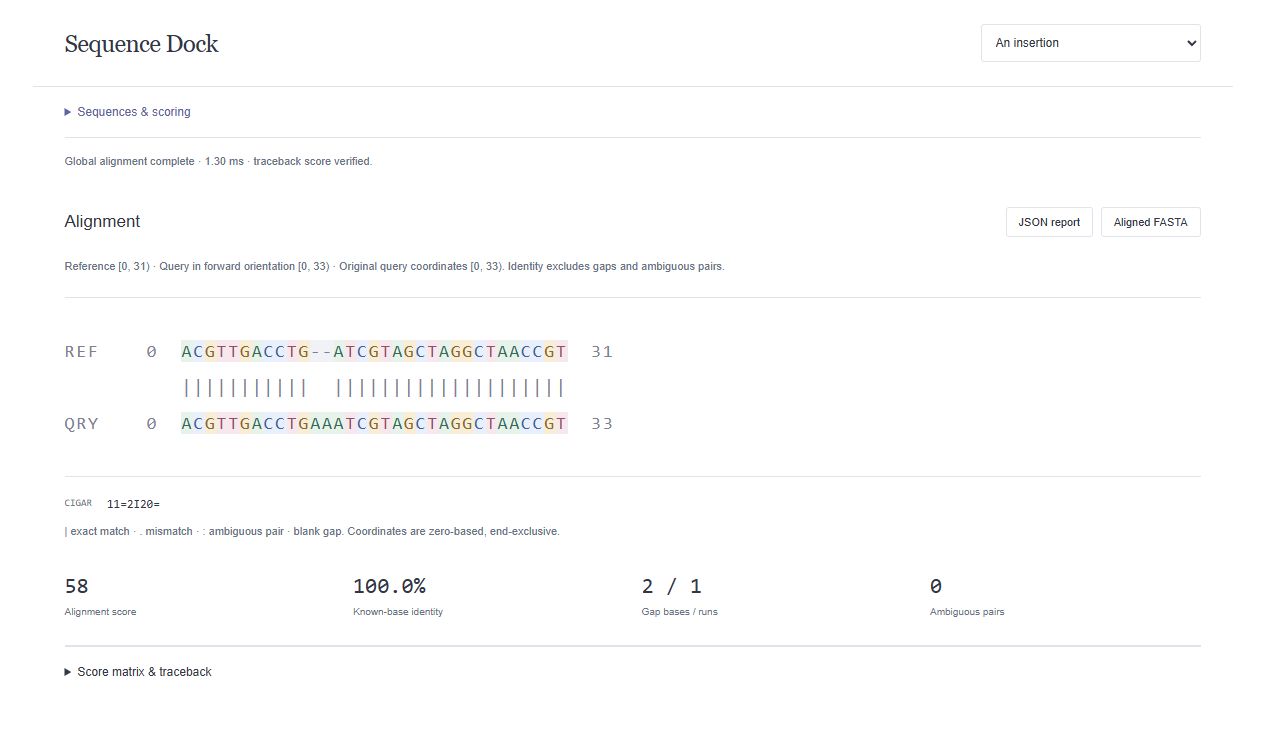 Sequence Dock
An insertion
Sequences & scoring
Global alignment complete · 1.30 ms · traceback score verified.
Alignment
JSON report
Aligned FASTA
Reference [0, 31) · Query in forward orientation [0, 33) · Original query coordinates [0, 33). Identity excludes gaps and ambiguous pairs.
REF 0 ACGTTGACCTG--ATCGTAGCTAGGCTAACCGT 31
||||||||||| ||||||||||||||||||||
QRY 0 ACGTTGACCTGAAATCGTAGCTAGGCTAACCGT 33
CIGAR 11=2I20=
| exact match · . mismatch · : ambiguous pair · blank gap. Coordinates are zero-based, end-exclusive.
58 100.0% 2 / 1 0
Alignment score Known-base identity Gap bases / runs Ambiguous pairs
Score matrix & traceback